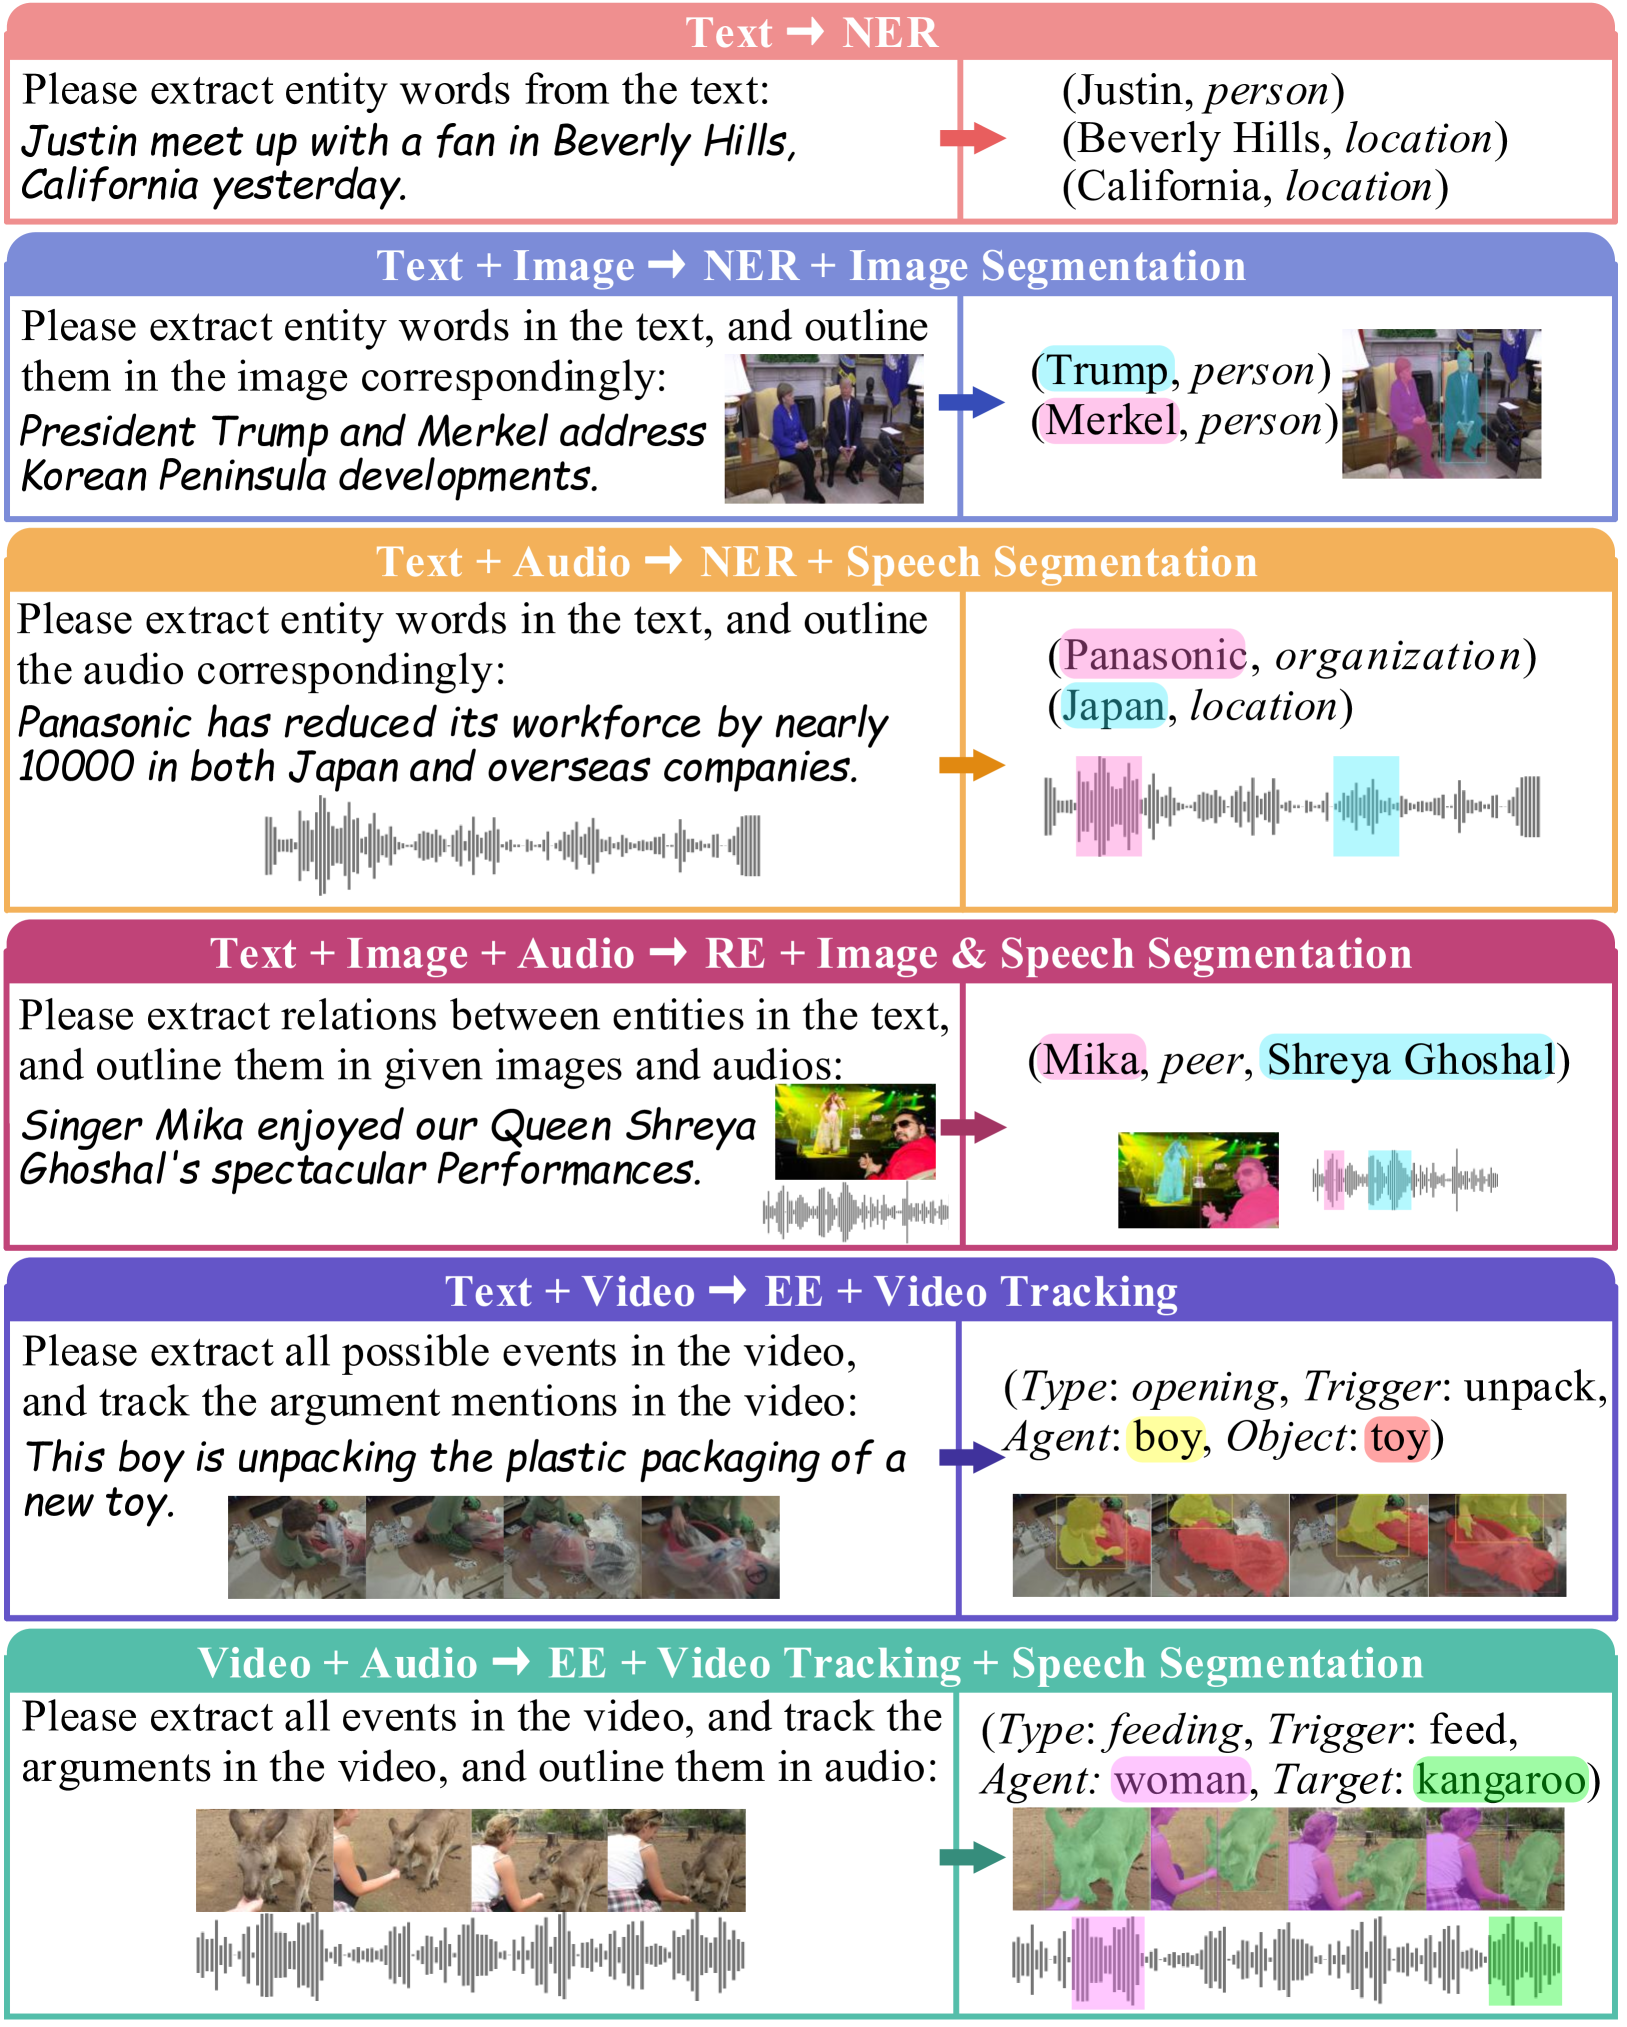 Text → NER
Please extract entity words from the text:
Justin meet up with a fan in Beverly Hills,
California yesterday.
(Justin, person)
(Beverly Hills, location)
(California, location)
Text + Image → NER + Image Segmentation
Please extract entity words in the text, and outline
them in the image correspondingly:
President Trump and Merkel address
Korean Peninsula developments.
(Trump, person)
(Merkel, person)
Text + Audio → NER + Speech Segmentation
Please extract entity words in the text, and outline
the audio correspondingly:
Panasonic has reduced its workforce by nearly
10000 in both Japan and overseas companies.
(Panasonic, organization)
(Japan, location)
Text + Image + Audio → RE + Image & Speech Segmentation
Please extract relations between entities in the text,
and outline them in given images and audios:
Singer Mika enjoyed our Queen Shreya
Ghoshal's spectacular Performances.
(Mika, peer, Shreya Ghoshal)
Text + Video → EE + Video Tracking
Please extract all possible events in the video,
and track the argument mentions in the video:
This boy is unpacking the plastic packaging of a
new toy.
(Type: opening, Trigger: unpack,
Agent: boy, Object: toy)
Video + Audio → EE + Video Tracking + Speech Segmentation
Please extract all events in the video, and track the
arguments in the video, and outline them in audio:
(Type: feeding, Trigger: feed,
Agent: woman, Target: kangaroo)